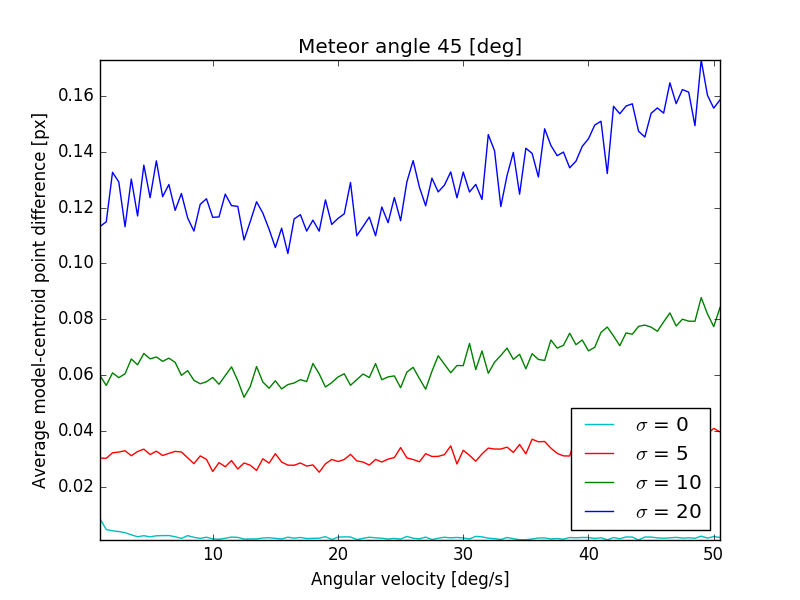 Meteor angle 45 [deg]
Average model-centroid point difference [px]
0.16
0.14
0.12
0.10
0.08
0.06
0.04
0.02
σ = 0
σ = 5
σ = 10
σ = 20
10 20 30 40 50
Angular velocity [deg/s]